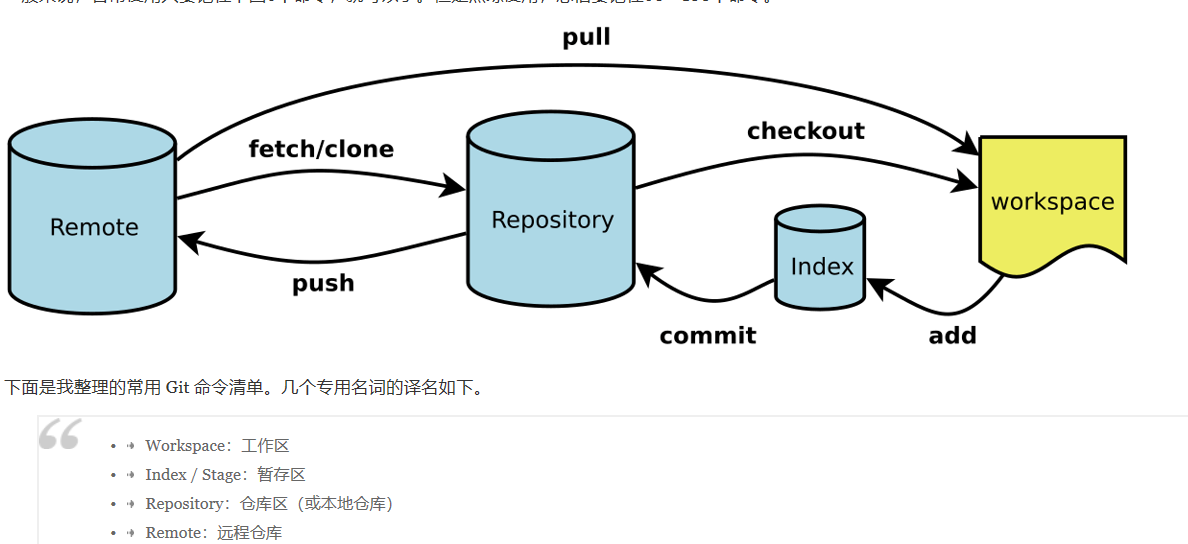 pull
fetch/clone
checkout
Remote
Repository
workspace
Index
push
commit
add
下面是我整理的常用 Git 命令清单。几个专用名词的译名如下。
Workspace：工作区
Index / Stage：暂存区
Repository：仓库区（或本地仓库）
Remote：远程仓库